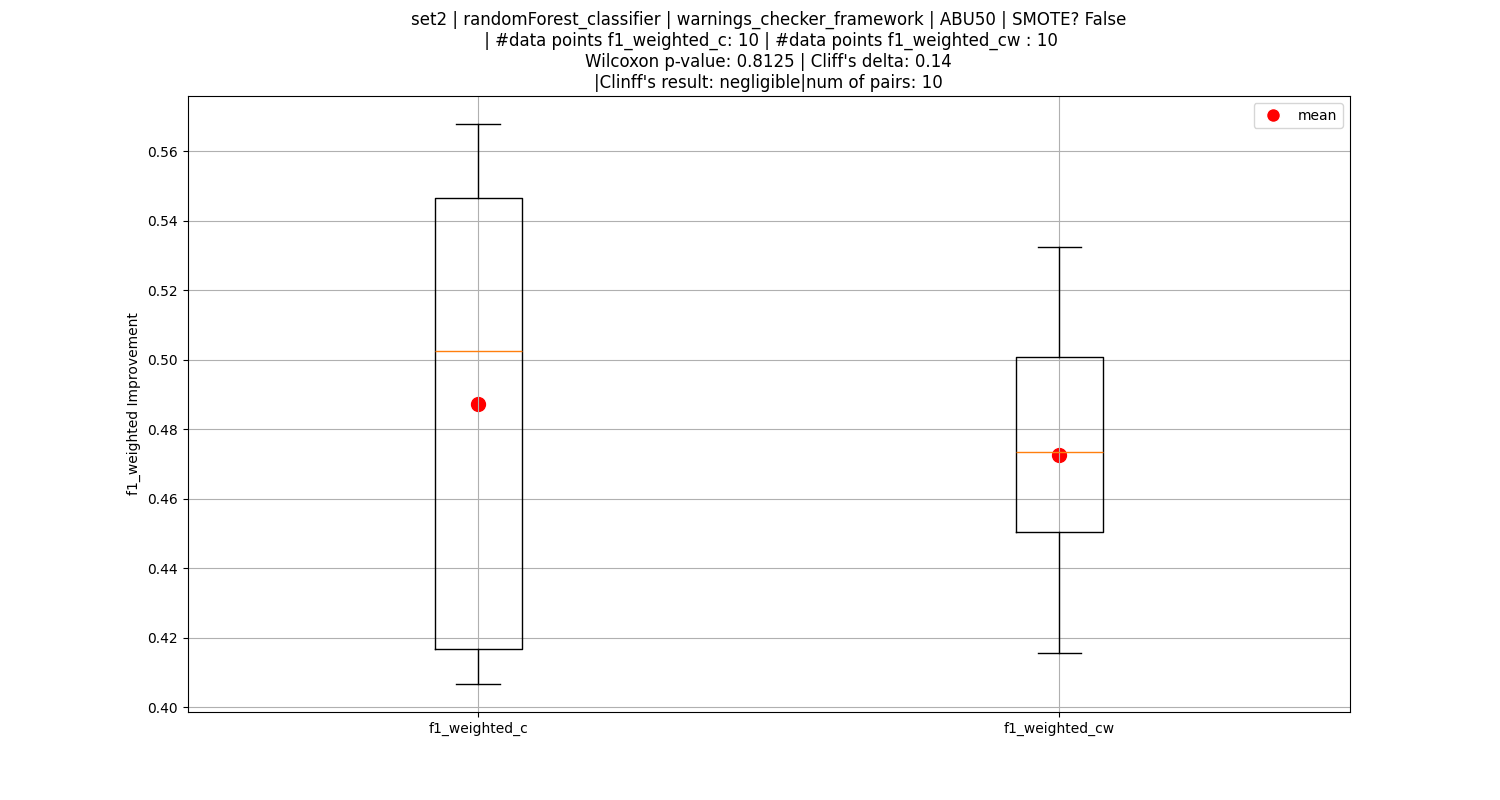 set2 | randomForest_classifier | warnings_checker_framework | ABU50 | SMOTE? False
| #data points f1_weighted_c: 10 | #data points f1_weighted_cw : 10
Wilcoxon p-value: 0.8125 | Cliff's delta: 0.14
|Clinff's result: negligible|num of pairs: 10
mean
0.56
0.54
0.52
0.50
0.48
0.46
0.44
0.42
0.40
f1_weighted Improvement
f1_weighted_c
f1_weighted_cw